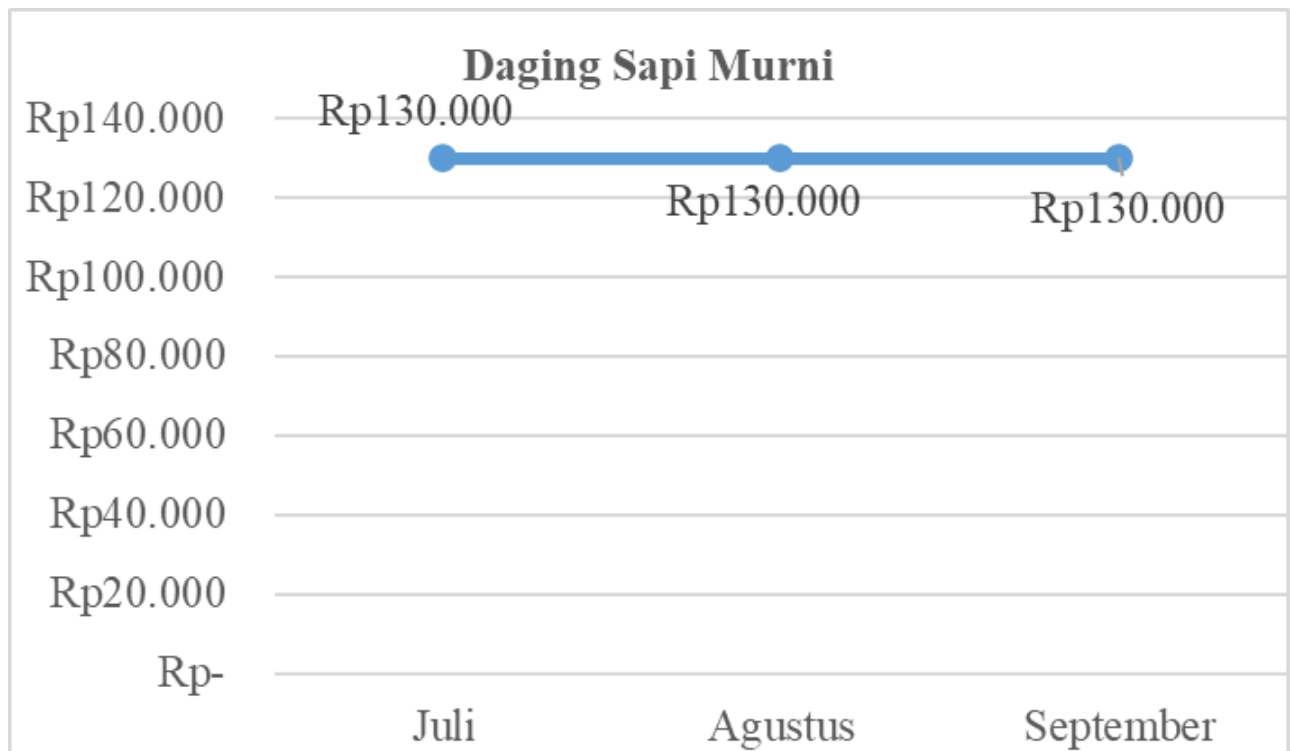 Daging Sapi Murni
Rp140.000
Rp130.000
Rp120.000
Rp130.000
Rp130.000
Rp100.000
Rp80.000
Rp60.000
Rp40.000
Rp20.000
Rp-
Juli
Agustus
September